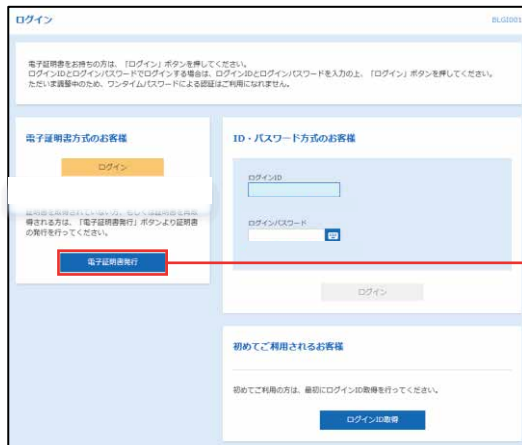 ログイン
BLGI001
電子証明書をお持ちの方は、「ログイン」ボタンを押してください。
ログインIDとログインパスワードでログインする場合は、ログインIDとログインパスワードを入力の上、「ログイン」ボタンを押してください。
ただいま調整中のため、ワンタイムパスワードによる認証はご利用になれません。
電子証明書方式のお客様
ログイン
得される方は、「電子証明書発行」ボタンより証明書
の発行を行ってください。
電子証明書発行
ID・パスワード方式のお客様
ログインID
ログインパスワード
ログイン
初めてご利用されるお客様
初めてご利用の方は、最初にログインID取得を行ってください。
ログインID取得